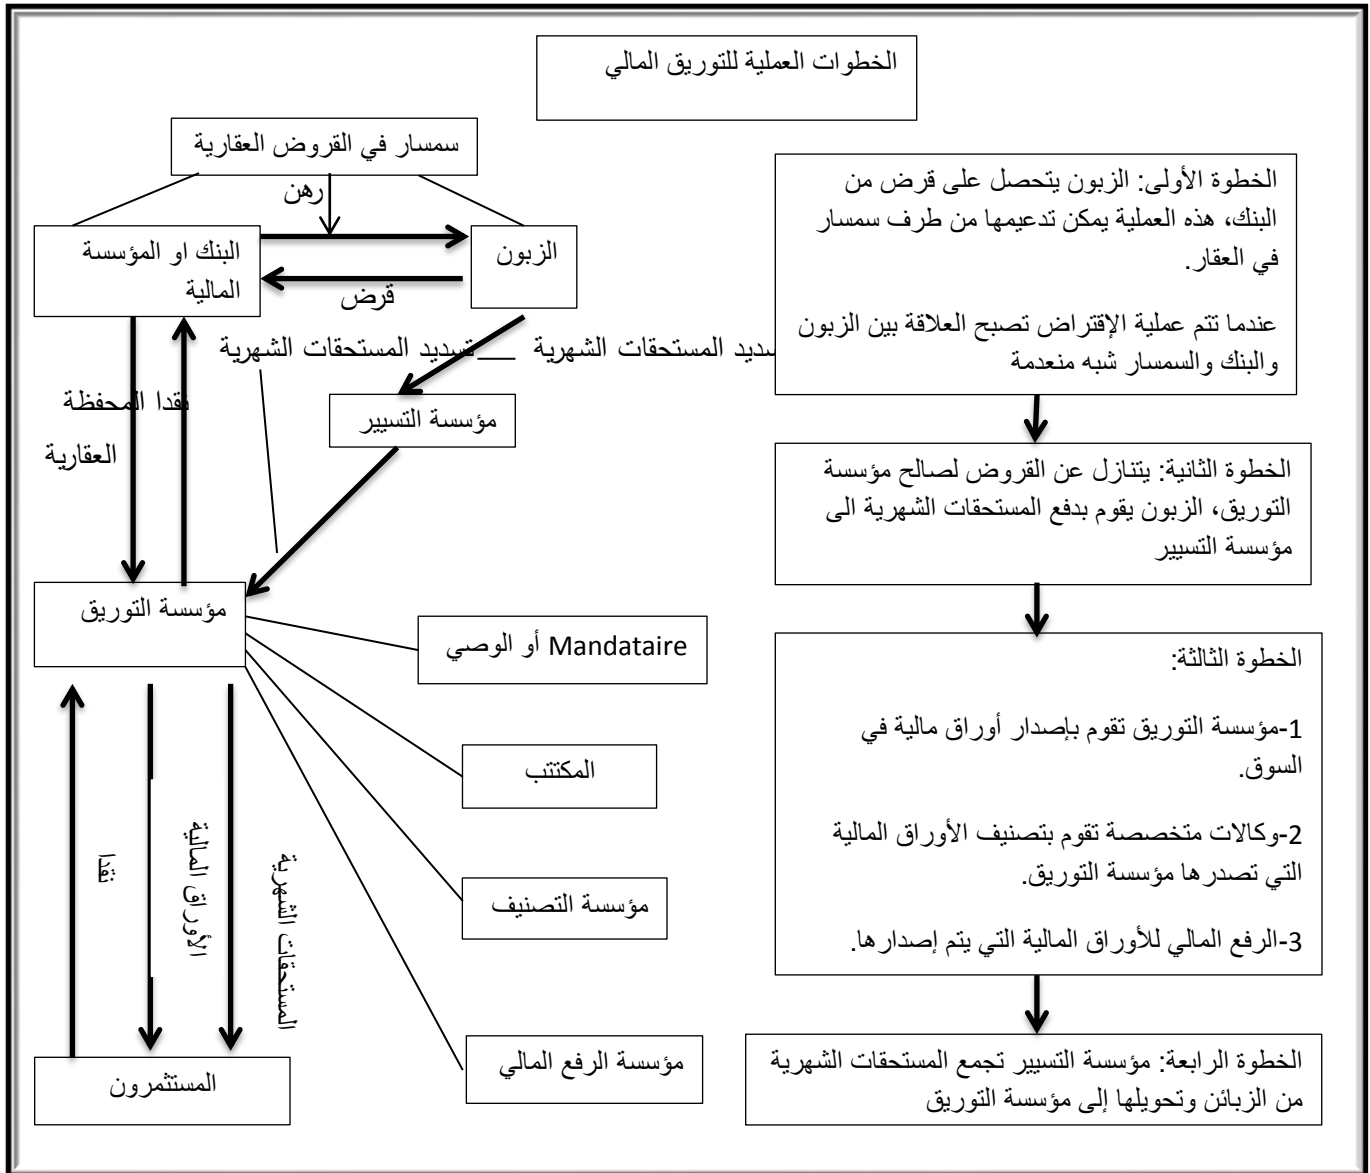 الخطوات العملية للتوريق المالي
سمسار في القروض العقارية
رهن
البنك او المؤسسة
المالية
الزبون
قرض
تسديد المستحقات الشهرية
___تسديد المستحقات الشهرية
نقدا المحفظة
العقارية
مؤسسة التسيير
مؤسسة التوريق
Mandataire أو الوصي
المكتتب
مؤسسة التصنيف
مؤسسة الرفع المالي
نقدا
لأوراق المالية
المستحقات الشهرية
المستثمرون
الخطوة الأولى: الزبون يتحصل على قرض من
البنك، هذه العملية يمكن تدعيمها من طرف سمسار
في العقار.
عندما تتم عملية الإقتراض تصبح العلاقة بين الزبون
والبنك والسمسار شبه منعدمة
الخطوة الثانية: يتنازل عن القروض لصالح مؤسسة
التوريق، الزبون يقوم بدفع المستحقات الشهرية الى
مؤسسة التسيير
الخطوة الثالثة:
1-مؤسسة التوريق تقوم بإصدار أوراق مالية في
السوق.
2-وكالات متخصصة تقوم بتصنيف الأوراق المالية
التي تصدرها مؤسسة التوريق.
3-الرفع المالي للأوراق المالية التي يتم إصدارها.
الخطوة الرابعة: مؤسسة التسيير تجمع المستحقات الشهرية
من الزبائن وتحويلها إلى مؤسسة التوريق